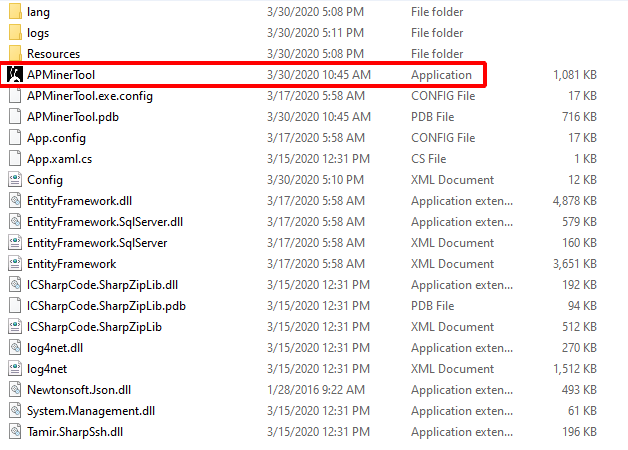 lang 3/30/2020 5:08 PM File folder
logs 3/30/2020 5:11 PM File folder
Resources 3/30/2020 5:08 PM File folder
APMinerTool 3/30/2020 10:45 AM Application 1,081 KB
APMinerTool.exe.config 3/17/2020 5:58 AM CONFIG File 17 KB
APMinerTool.pdb 3/30/2020 10:45 AM PDB File 716 KB
App.config 3/17/2020 5:58 AM CONFIG File 17 KB
App.xaml.cs 3/15/2020 12:31 PM CS File 1 KB
Config 3/30/2020 5:10 PM XML Document 12 KB
EntityFramework.dll 3/17/2020 5:58 AM Application exten... 4,878 KB
EntityFramework.SqlServer.dll 3/17/2020 5:58 AM Application exten... 579 KB
EntityFramework.SqlServer 3/17/2020 5:58 AM XML Document 160 KB
EntityFramework 3/17/2020 5:58 AM XML Document 3,651 KB
ICSharpCode.SharpZipLib.dll 3/15/2020 12:31 PM Application exten... 192 KB
ICSharpCode.SharpZipLib.pdb 3/15/2020 12:31 PM PDB File 94 KB
ICSharpCode.SharpZipLib 3/15/2020 12:31 PM XML Document 512 KB
log4net.dll 3/15/2020 12:31 PM Application exten... 270 KB
log4net 3/15/2020 12:31 PM XML Document 1,512 KB
Newtonsoft.Json.dll 1/28/2016 9:22 AM Application exten... 493 KB
System.Management.dll 3/15/2020 12:31 PM Application exten... 61 KB
Tamir.SharpSsh.dll 3/15/2020 12:31 PM Application exten... 196 KB